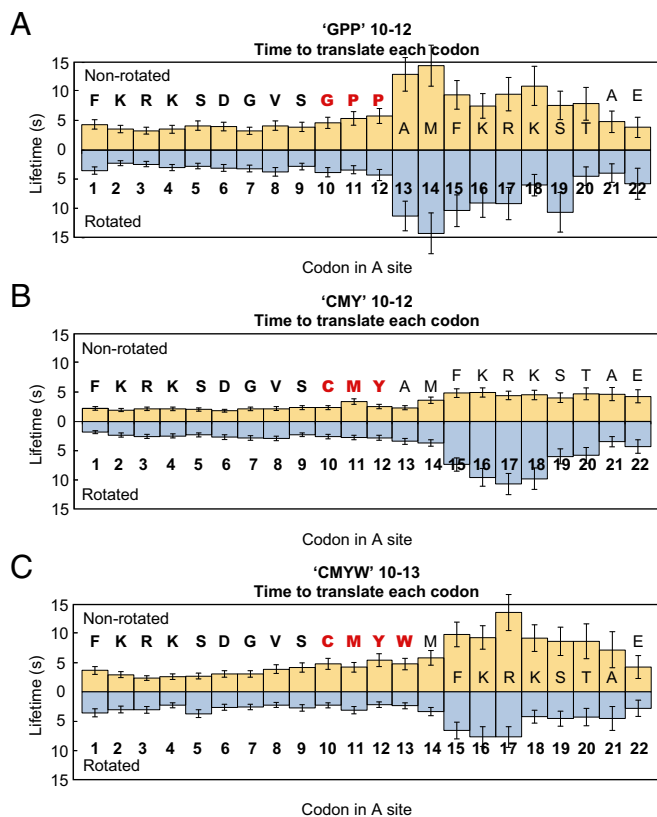 A
'GPP' 10-12
Time to translate each codon
15
10
5
0
5
10
15
Lifetime (s)
Non-rotated
F K R K S D G V S G P P A M F K R K S T A E
1 2 3 4 5 6 7 8 9 10 11 12 13 14 15 16 17 18 19 20 21 22
Rotated
Codon in A site
B
'CMY' 10-12
Time to translate each codon
15
10
5
0
5
10
15
Lifetime (s)
Non-rotated
F K R K S D G V S C M Y A M F K R K S T A E
1 2 3 4 5 6 7 8 9 10 11 12 13 14 15 16 17 18 19 20 21 22
Rotated
Codon in A site
C
'CMYW' 10-13
Time to translate each codon
15
10
5
0
5
10
15
Lifetime (s)
Non-rotated
F K R K S D G V S C M Y W M F K R K S T A E
1 2 3 4 5 6 7 8 9 10 11 12 13 14 15 16 17 18 19 20 21 22
Rotated
Codon in A site